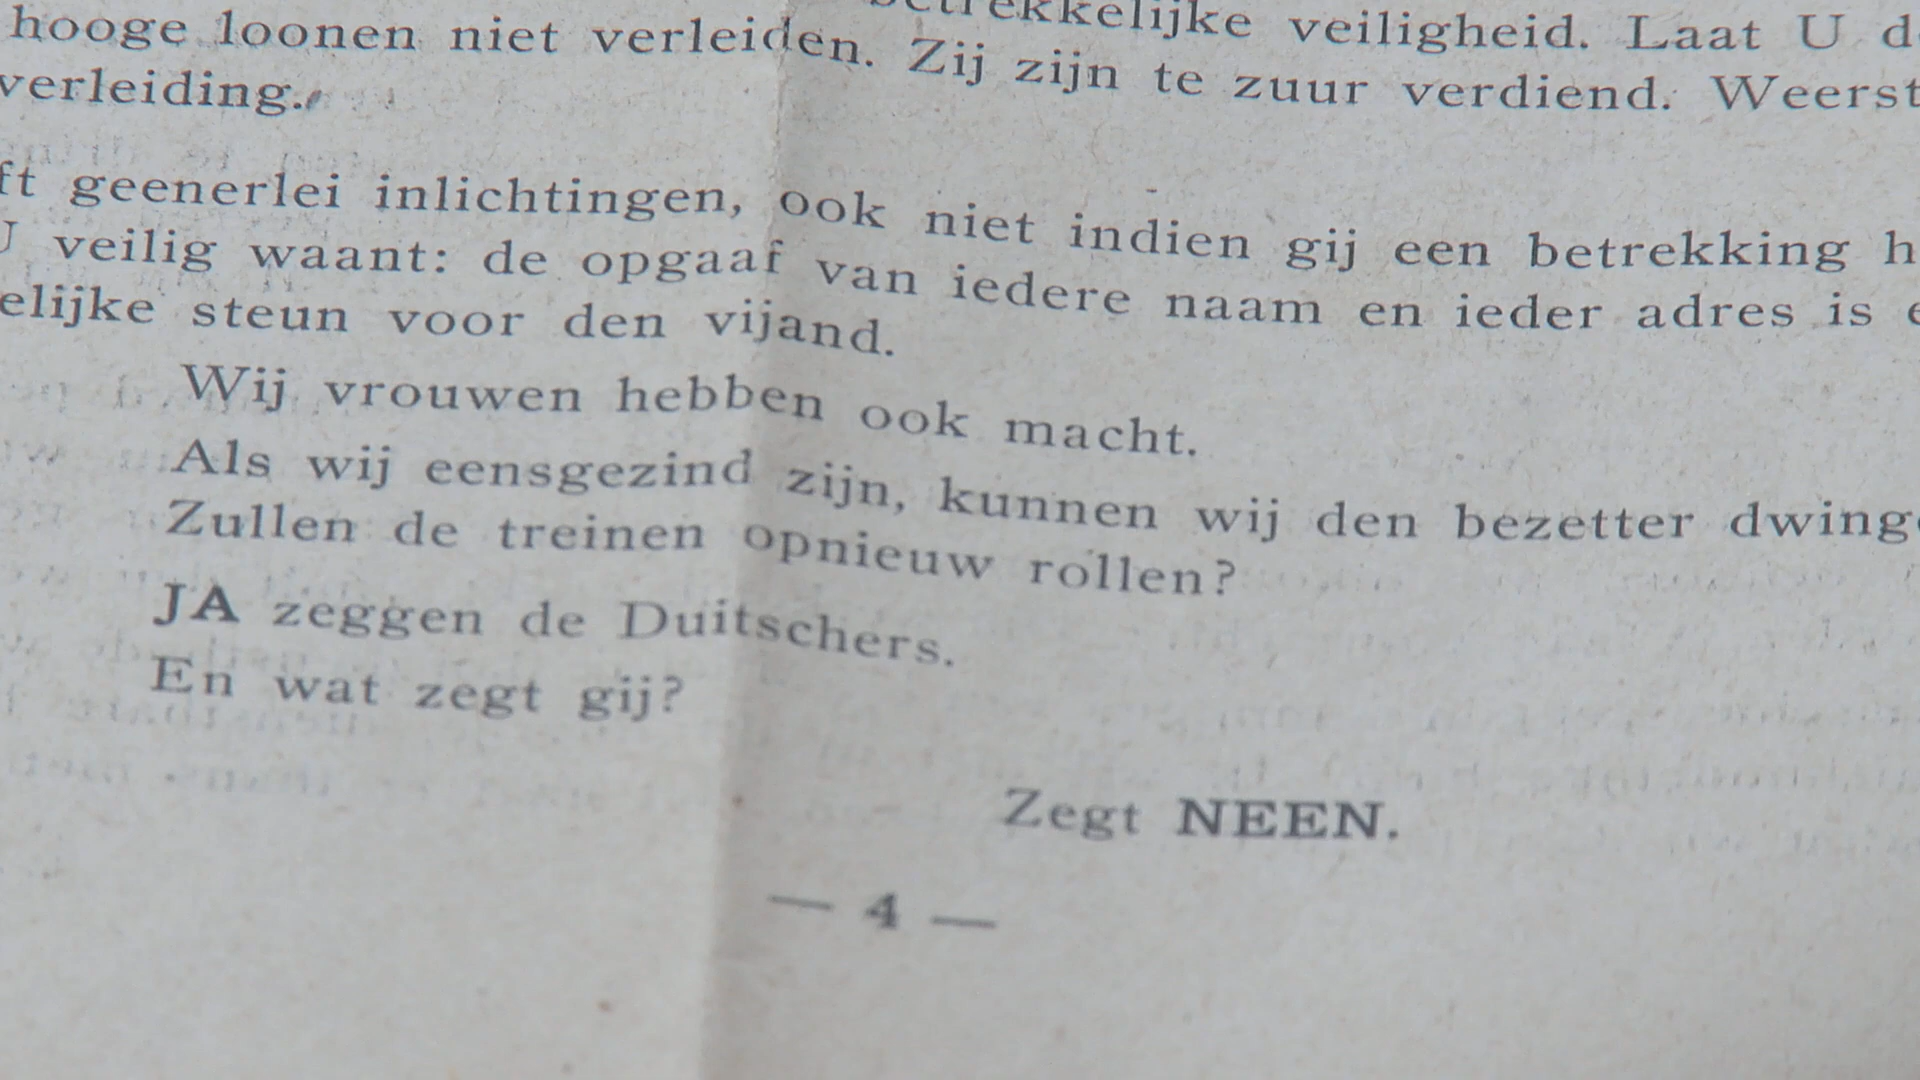 betrekkelijke veiligheid. Laat U d
hooge loonen niet verleiden. Zij zijn te zuur verdiend. Weerst
verleiding.
ft geenerlei inlichtingen, ook niet indien gij een betrekking h
U veilig waant: de opgaaf van iedere naam en ieder adres is e
elijke steun voor den vijand.
Wij vrouwen hebben ook macht.
Als wij eensgezind zijn, kunnen wij den bezetter dwing
Zullen de treinen opnieuw rollen?
JA zeggen de Duitschers.
En wat zegt gij?
Zegt NEEN.
— 4 —